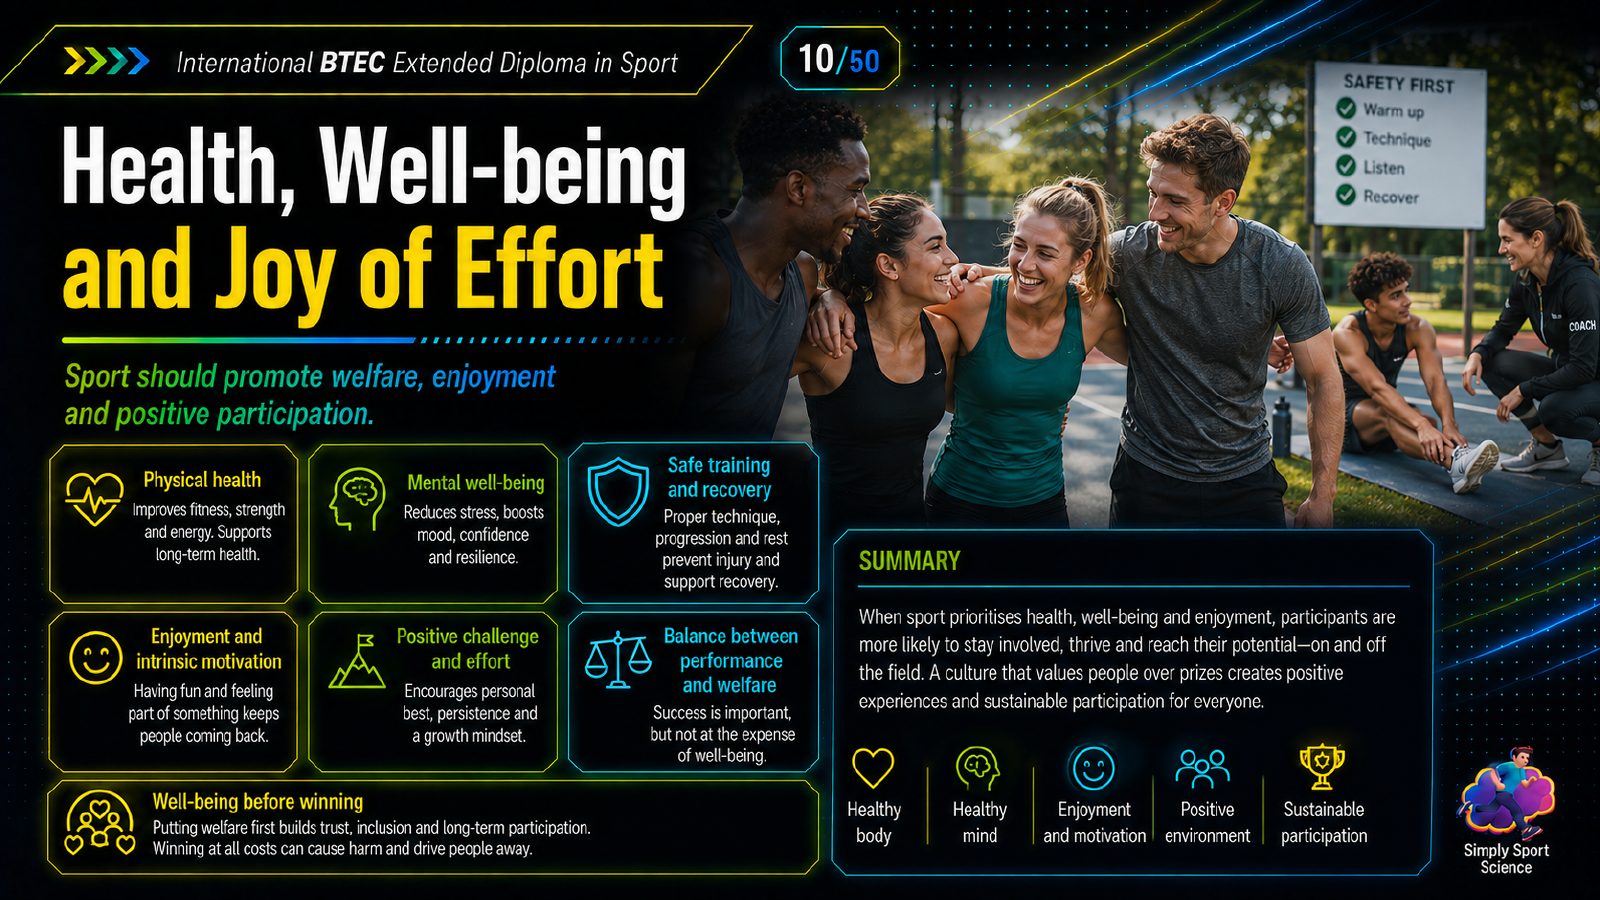 International BTEC Extended Diploma in Sport
10/50
Health, Well-being
and Joy of Effort
Sport should promote welfare, enjoyment
and positive participation.
Physical health
Improves fitness, strength
and energy. Supports
long-term health.
Mental well-being
Reduces stress, boosts
mood, confidence
and resilience.
Safe training
and recovery
Proper technique,
progression and rest
prevent injury and
support recovery.
Enjoyment and
intrinsic motivation
Having fun and feeling
part of something keeps
people coming back.
Positive challenge
and effort
Encourages personal
best, persistence and
a growth mindset.
Balance between
performance
and welfare
Success is important,
but not at the expense
of well-being.
Well-being before winning
Putting welfare first builds trust, inclusion and long-term participation.
Winning at all costs can cause harm and drive people away.
SAFETY FIRST
Warm up
Technique
Listen
Recover
COACH
SUMMARY
When sport prioritises health, well-being and enjoyment, participants are
more likely to stay involved, thrive and reach their potential—on and off
the field. A culture that values people over prizes creates positive
experiences and sustainable participation for everyone.
Healthy
body
Healthy
mind
Enjoyment
and motivation
Positive
environment
Sustainable
participation
Simply Sport
Science